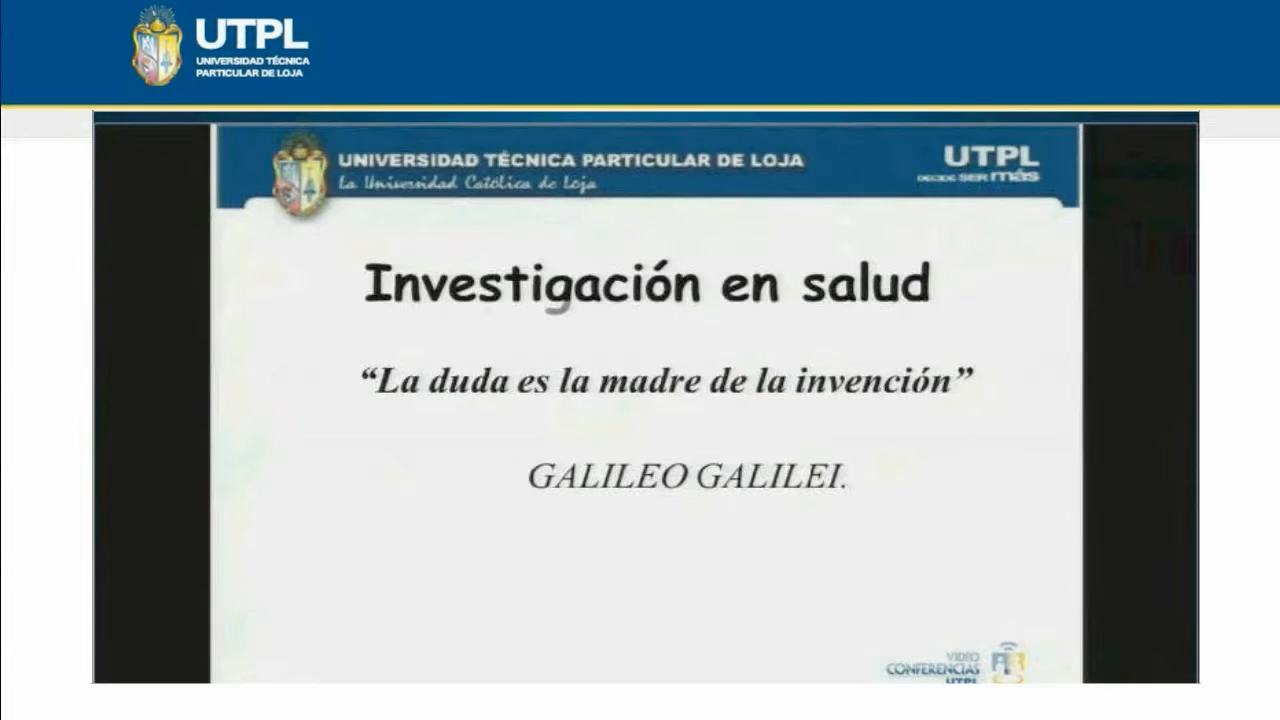 UTPL
UNIVERSIDAD TÉCNICA
PARTICULAR DE LOJA
UNIVERSIDAD TÉCNICA PARTICULAR DE LOJA
La Universidad Católica de Loja
UTPL
DECIDE SER más
Investigación en salud
“La duda es la madre de la invención”
GALILEO GALILEI.
VIDEO
CONFERENCIAS
UTPL